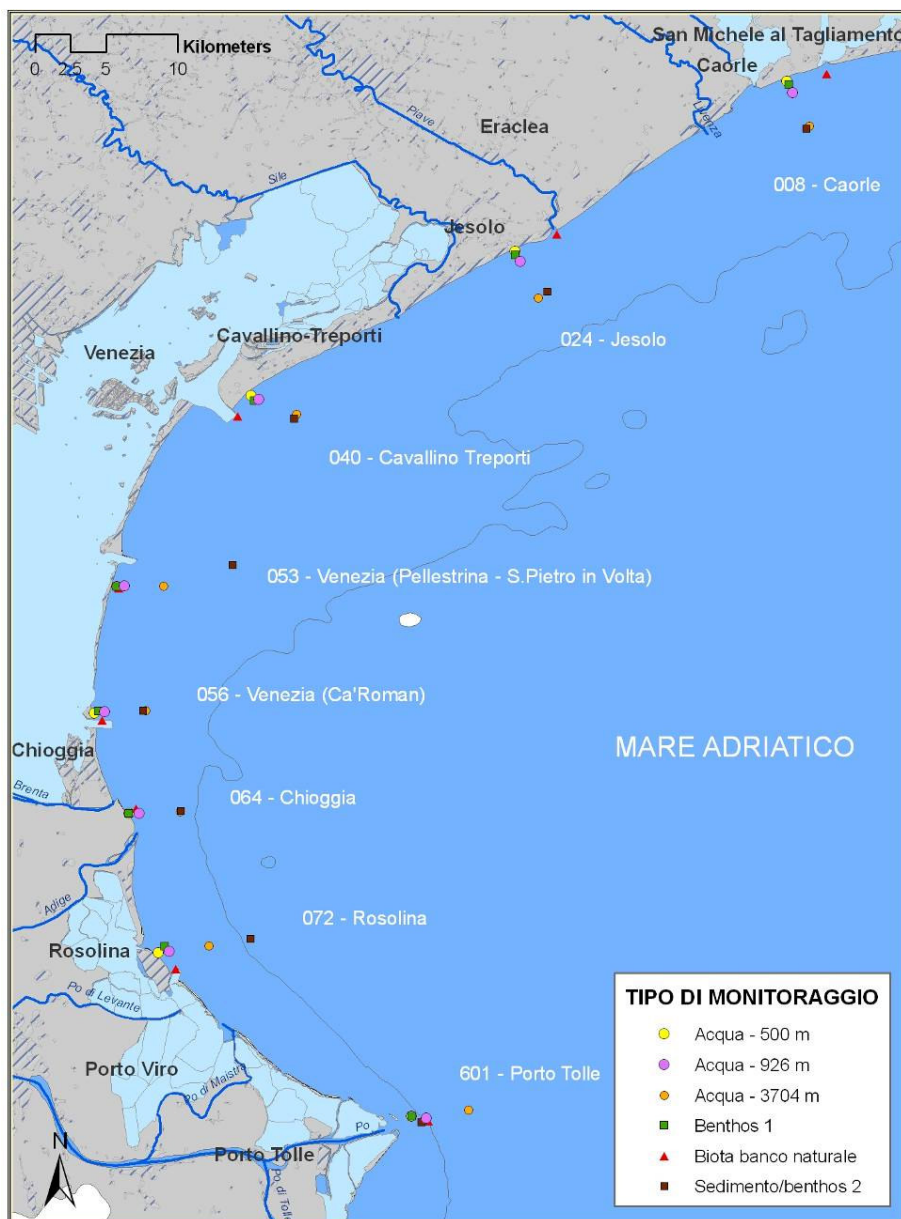 San Michele al Tagliamento
Kilometers
0 2.5 5 10
Caorle
Piave
Eraclea
Livenza
008 - Caorle
Sile
Jesolo
024 - Jesolo
Cavallino-Treporti
Venezia
040 - Cavallino Treporti
053 - Venezia (Pellestrina - S.Pietro in Volta)
056 - Venezia (Ca'Roman)
MARE ADRIATICO
Chioggia
Brenta
064 - Chioggia
Adige
072 - Rosolina
Rosolina
Po di Levante
Porto Viro
Po di Maistra
601 - Porto Tolle
Po
Porto Tolle
Po di Tolle
N
TIPO DI MONITORAGGIO
Acqua - 500 m
Acqua - 926 m
Acqua - 3704 m
Benthos 1
Biota banco naturale
Sedimento/benthos 2